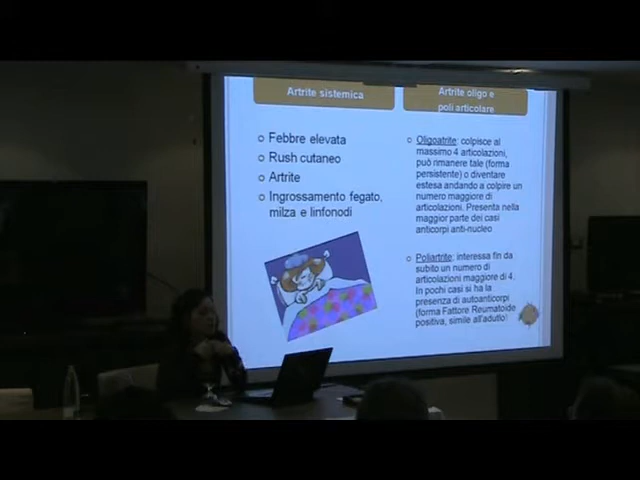 Artrite sistemica
Febbre elevata
Rush cutaneo
Artrite
Ingrossamento fegato,
milza e linfonodi
Artrite oligo e
poli articolare
Oligoatrite: colpisce al
massimo 4 articolazioni,
può rimanere tale (forma
persistente) o diventare
estesa andando a colpire un
numero maggiore di
articolazioni. Presenta nella
maggior parte dei casi
anticorpi anti-nucleo
Poliartrite: interessa fin da
subito un numero di
articolazioni maggiore di 4.
In pochi casi si ha la
presenza di autoanticorpi
(forma Fattore Reumatoide
positiva, simile all'adulto)